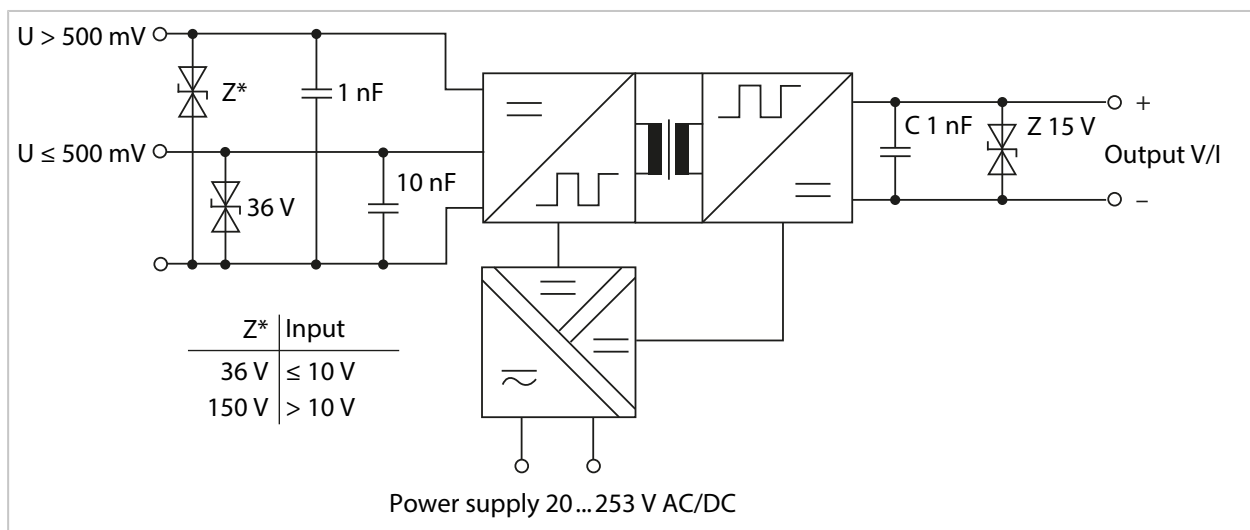 U > 500 mV
Z*
1 nF
U ≤ 500 mV
36 V
10 nF
C 1 nF
Z 15 V
+
Output V/I
–
Z* Input
36 V ≤ 10 V
150 V > 10 V
Power supply 20...253 V AC/DC